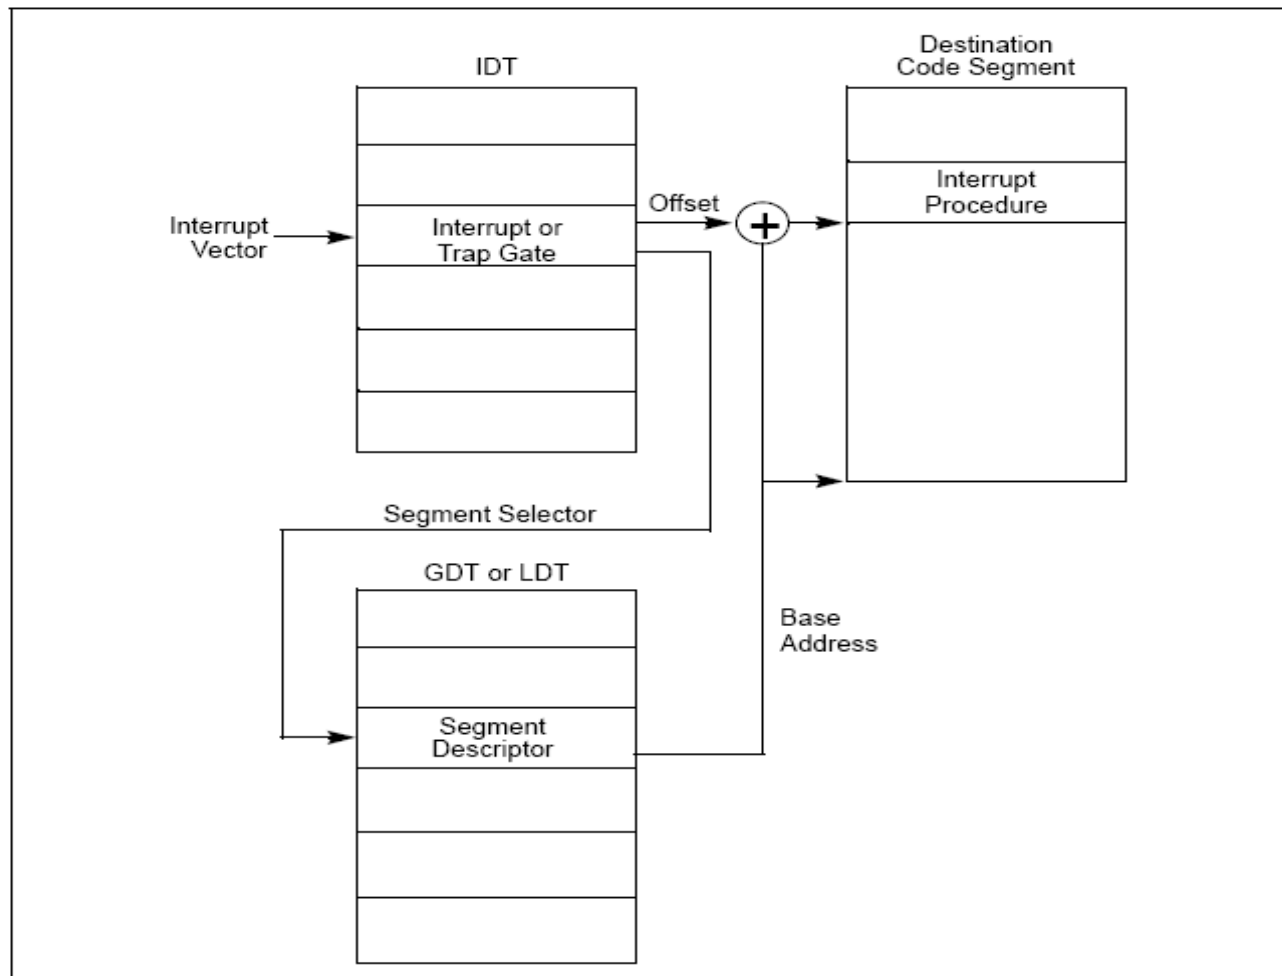 IDT
Destination
Code Segment
Interrupt
Vector
Interrupt or
Trap Gate
Offset
+
Interrupt
Procedure
Segment Selector
GDT or LDT
Base
Address
Segment
Descriptor